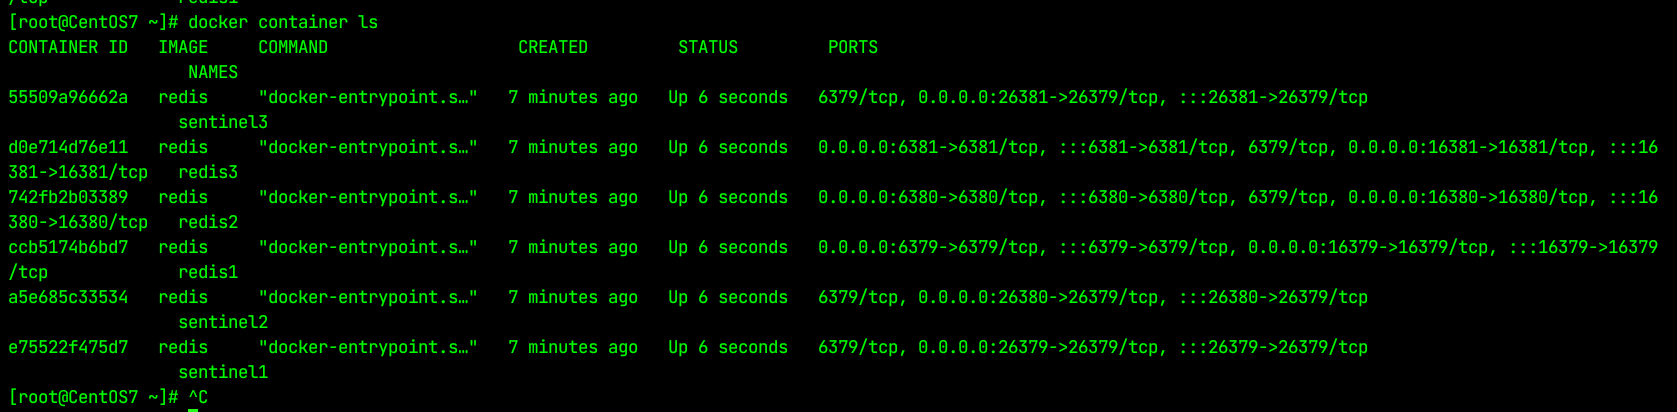 [root@CentOS7 ~]# docker container ls
CONTAINER ID   IMAGE     COMMAND                   CREATED         STATUS         PORTS
                  NAMES
55509a96662a   redis     "docker-entrypoint.s…"   7 minutes ago   Up 6 seconds   6379/tcp, 0.0.0.0:26381->26379/tcp, :::26381->26379/tcp
                 sentinel3
d0e714d76e11   redis     "docker-entrypoint.s…"   7 minutes ago   Up 6 seconds   0.0.0.0:6381->6381/tcp, :::6381->6381/tcp, 6379/tcp, 0.0.0.0:16381->16381/tcp, :::16
381->16381/tcp   redis3
742fb2b03389   redis     "docker-entrypoint.s…"   7 minutes ago   Up 6 seconds   0.0.0.0:6380->6380/tcp, :::6380->6380/tcp, 6379/tcp, 0.0.0.0:16380->16380/tcp, :::16
380->16380/tcp   redis2
ccb5174b6bd7   redis     "docker-entrypoint.s…"   7 minutes ago   Up 6 seconds   0.0.0.0:6379->6379/tcp, :::6379->6379/tcp, 0.0.0.0:16379->16379/tcp, :::16379->16379
/tcp             redis1
a5e685c33534   redis     "docker-entrypoint.s…"   7 minutes ago   Up 6 seconds   6379/tcp, 0.0.0.0:26380->26379/tcp, :::26380->26379/tcp
                 sentinel2
e75522f475d7   redis     "docker-entrypoint.s…"   7 minutes ago   Up 6 seconds   6379/tcp, 0.0.0.0:26379->26379/tcp, :::26379->26379/tcp
                 sentinel1
[root@CentOS7 ~]# ^C